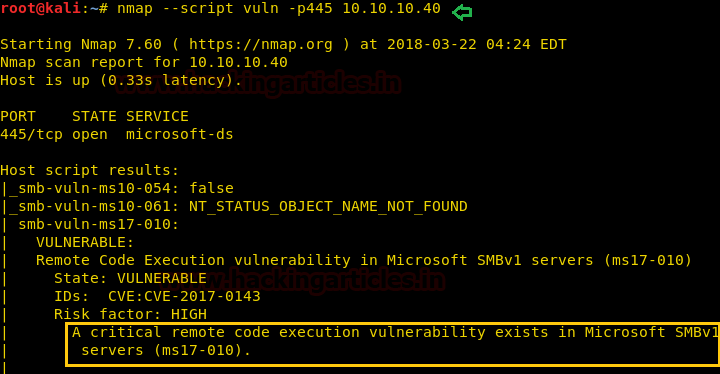 root@kali:~# nmap --script vuln -p445 10.10.10.40
Starting Nmap 7.60 ( https://nmap.org ) at 2018-03-22 04:24 EDT
Nmap scan report for 10.10.10.40
Host is up (0.33s latency).
PORT    STATE SERVICE
445/tcp open  microsoft-ds
Host script results:
|_smb-vuln-ms10-054: false
|_smb-vuln-ms10-061: NT_STATUS_OBJECT_NAME_NOT_FOUND
| smb-vuln-ms17-010:
|   VULNERABLE:
|   Remote Code Execution vulnerability in Microsoft SMBv1 servers (ms17-010)
|     State: VULNERABLE
|     IDs:  CVE:CVE-2017-0143
|     Risk factor: HIGH
|       A critical remote code execution vulnerability exists in Microsoft SMBv1
|        servers (ms17-010).
|
www.hackingarticles.in